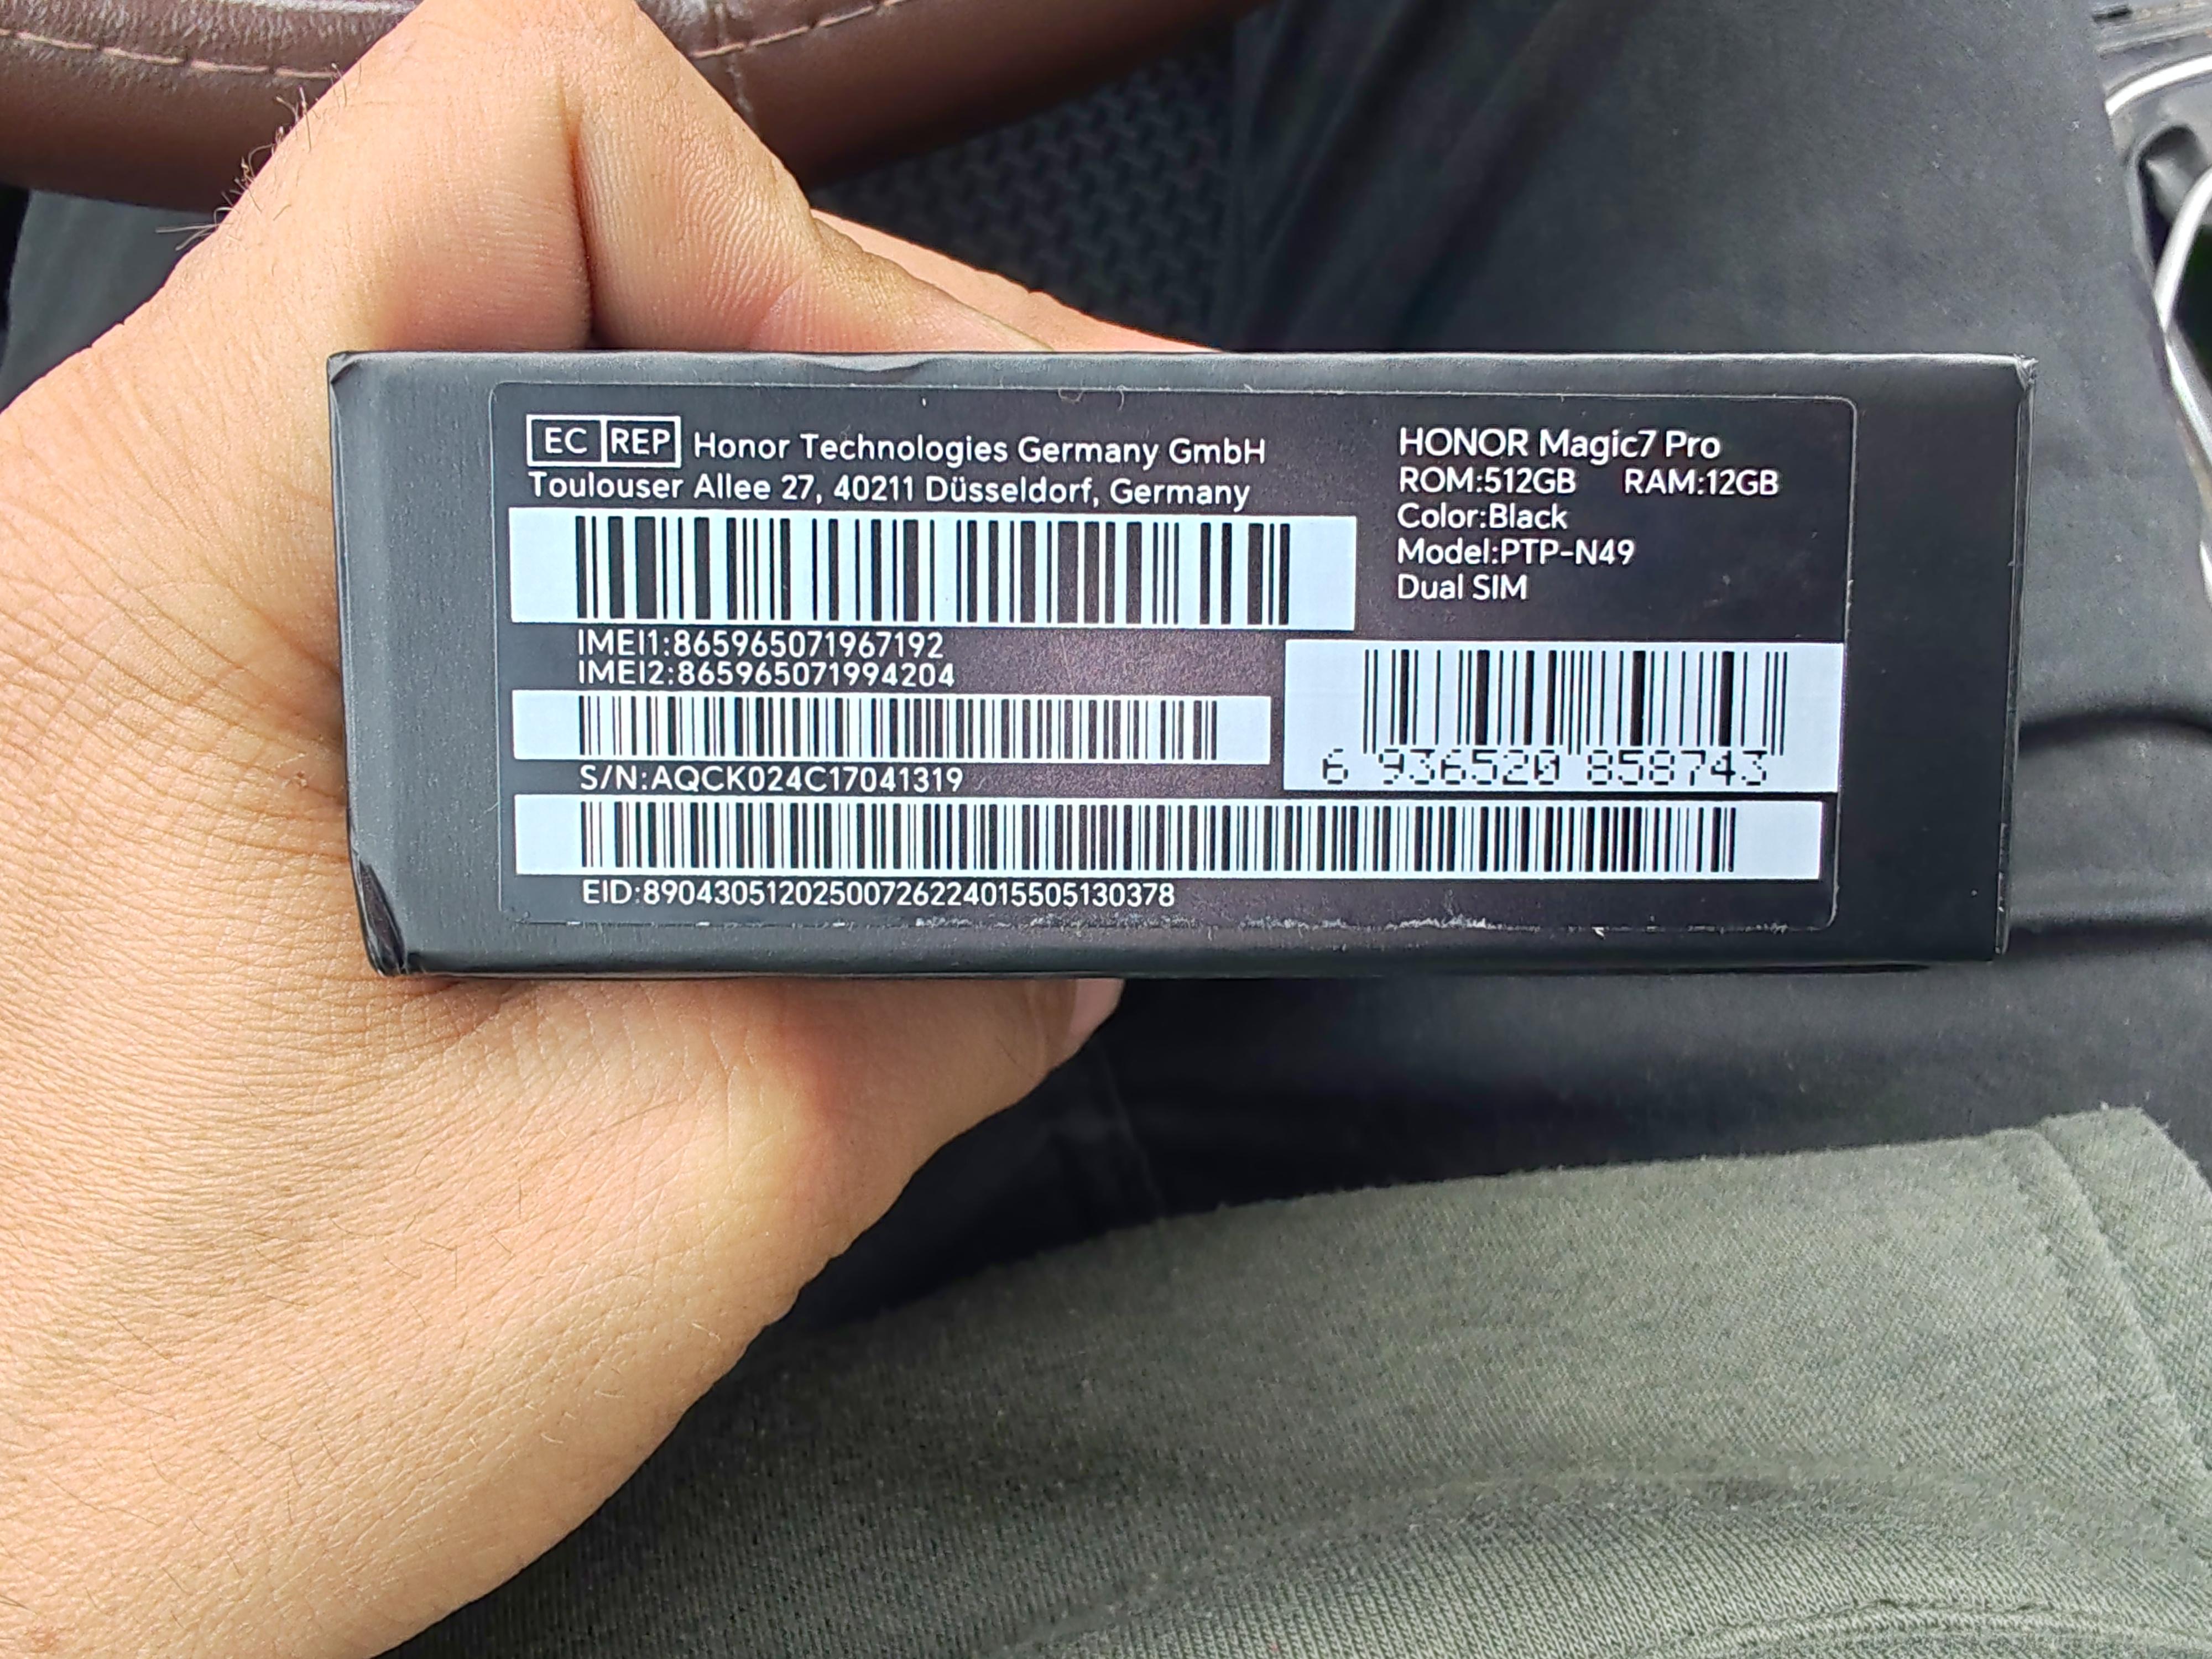 EC REP Honor Technologies Germany GmbH
Toulouser Allee 27, 40211 Düsseldorf, Germany
IMEI1:865965071967192
IMEI2:865965071994204
S/N:AQCK024C17041319
EID:89043051202500726224015505130378
HONOR Magic7 Pro
ROM:512GB RAM:12GB
Color:Black
Model:PTP-N49
Dual SIM
6 936520 858743